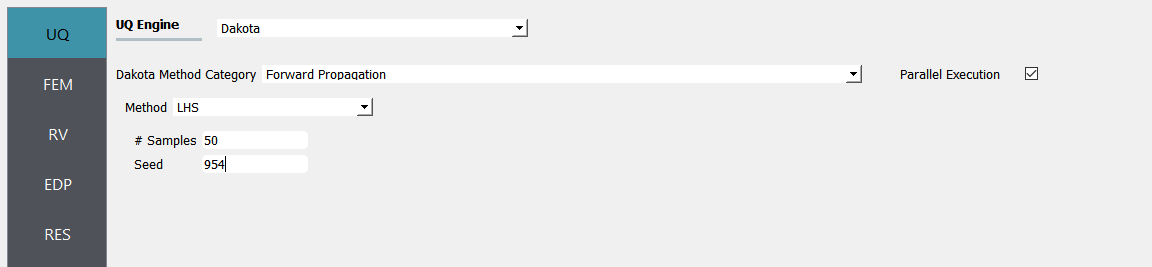 UQ
FEM
RV
EDP
RES
UQ Engine Dakota
Dakota Method Category Forward Propagation Parallel Execution
Method LHS
# Samples 50
Seed 954